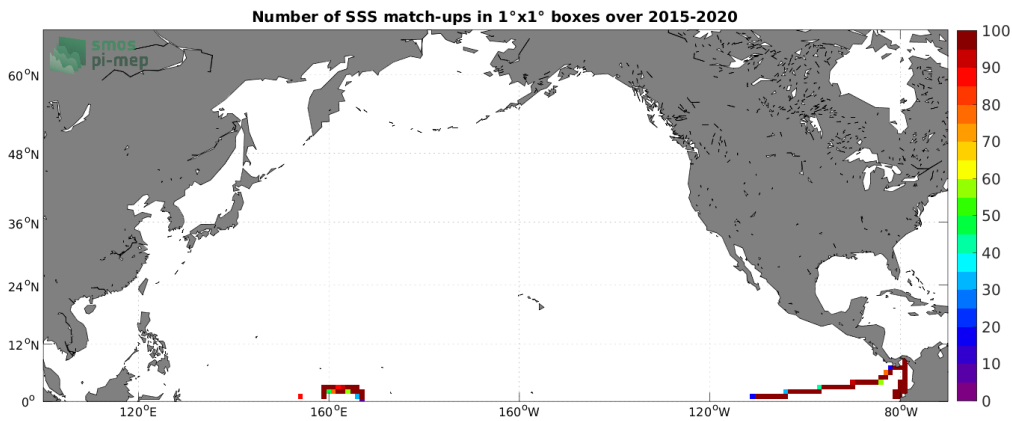 Number of SSS match-ups in 1°x1° boxes over 2015-2020
smos
pi-mep
60°N
48°N
36°N
24°N
12°N
0°
120°E
160°E
160°W
120°W
80°W
100
90
80
70
60
50
40
30
20
10
0